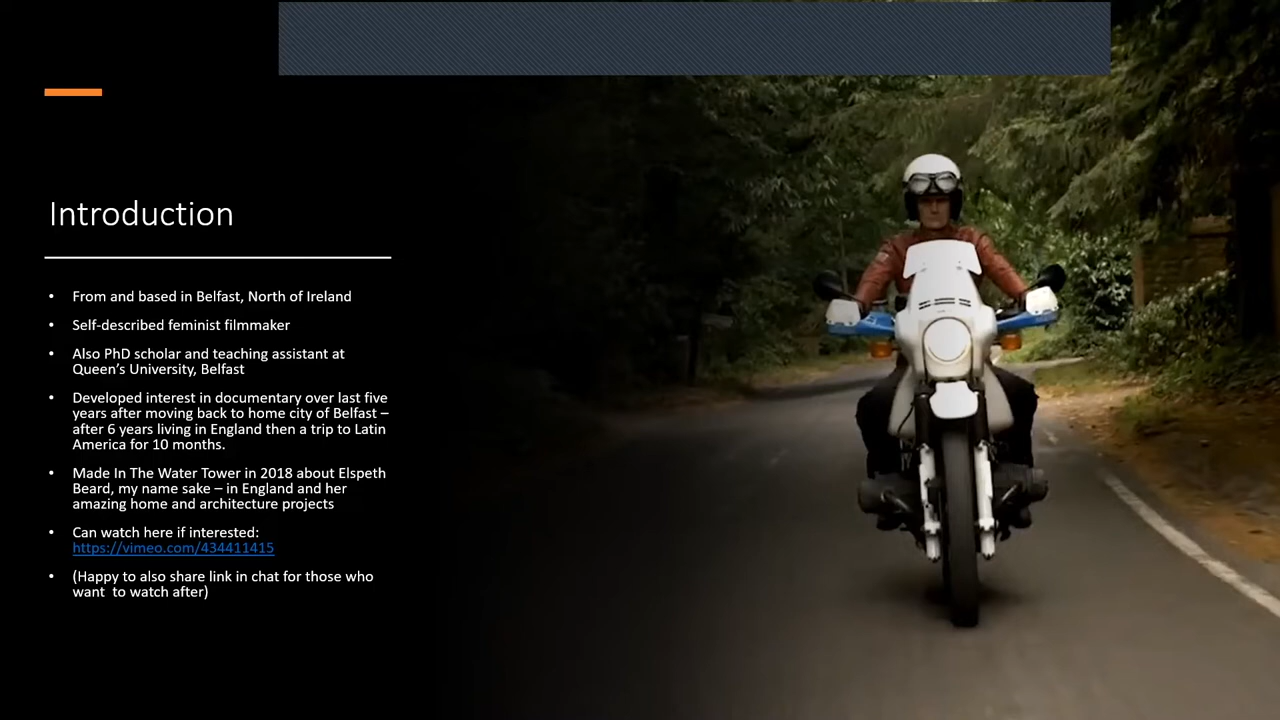 Introduction
• From and based in Belfast, North of Ireland
• Self-described feminist filmmaker
• Also PhD scholar and teaching assistant at
Queen's University, Belfast
• Developed interest in documentary over last five
years after moving back to home city of Belfast –
after 6 years living in England then a trip to Latin
America for 10 months.
• Made In The Water Tower in 2018 about Elspeth
Beard, my name sake – in England and her
amazing home and architecture projects
• Can watch here if interested:
https://vimeo.com/434411415
• (Happy to also share link in chat for those who
want  to watch after)